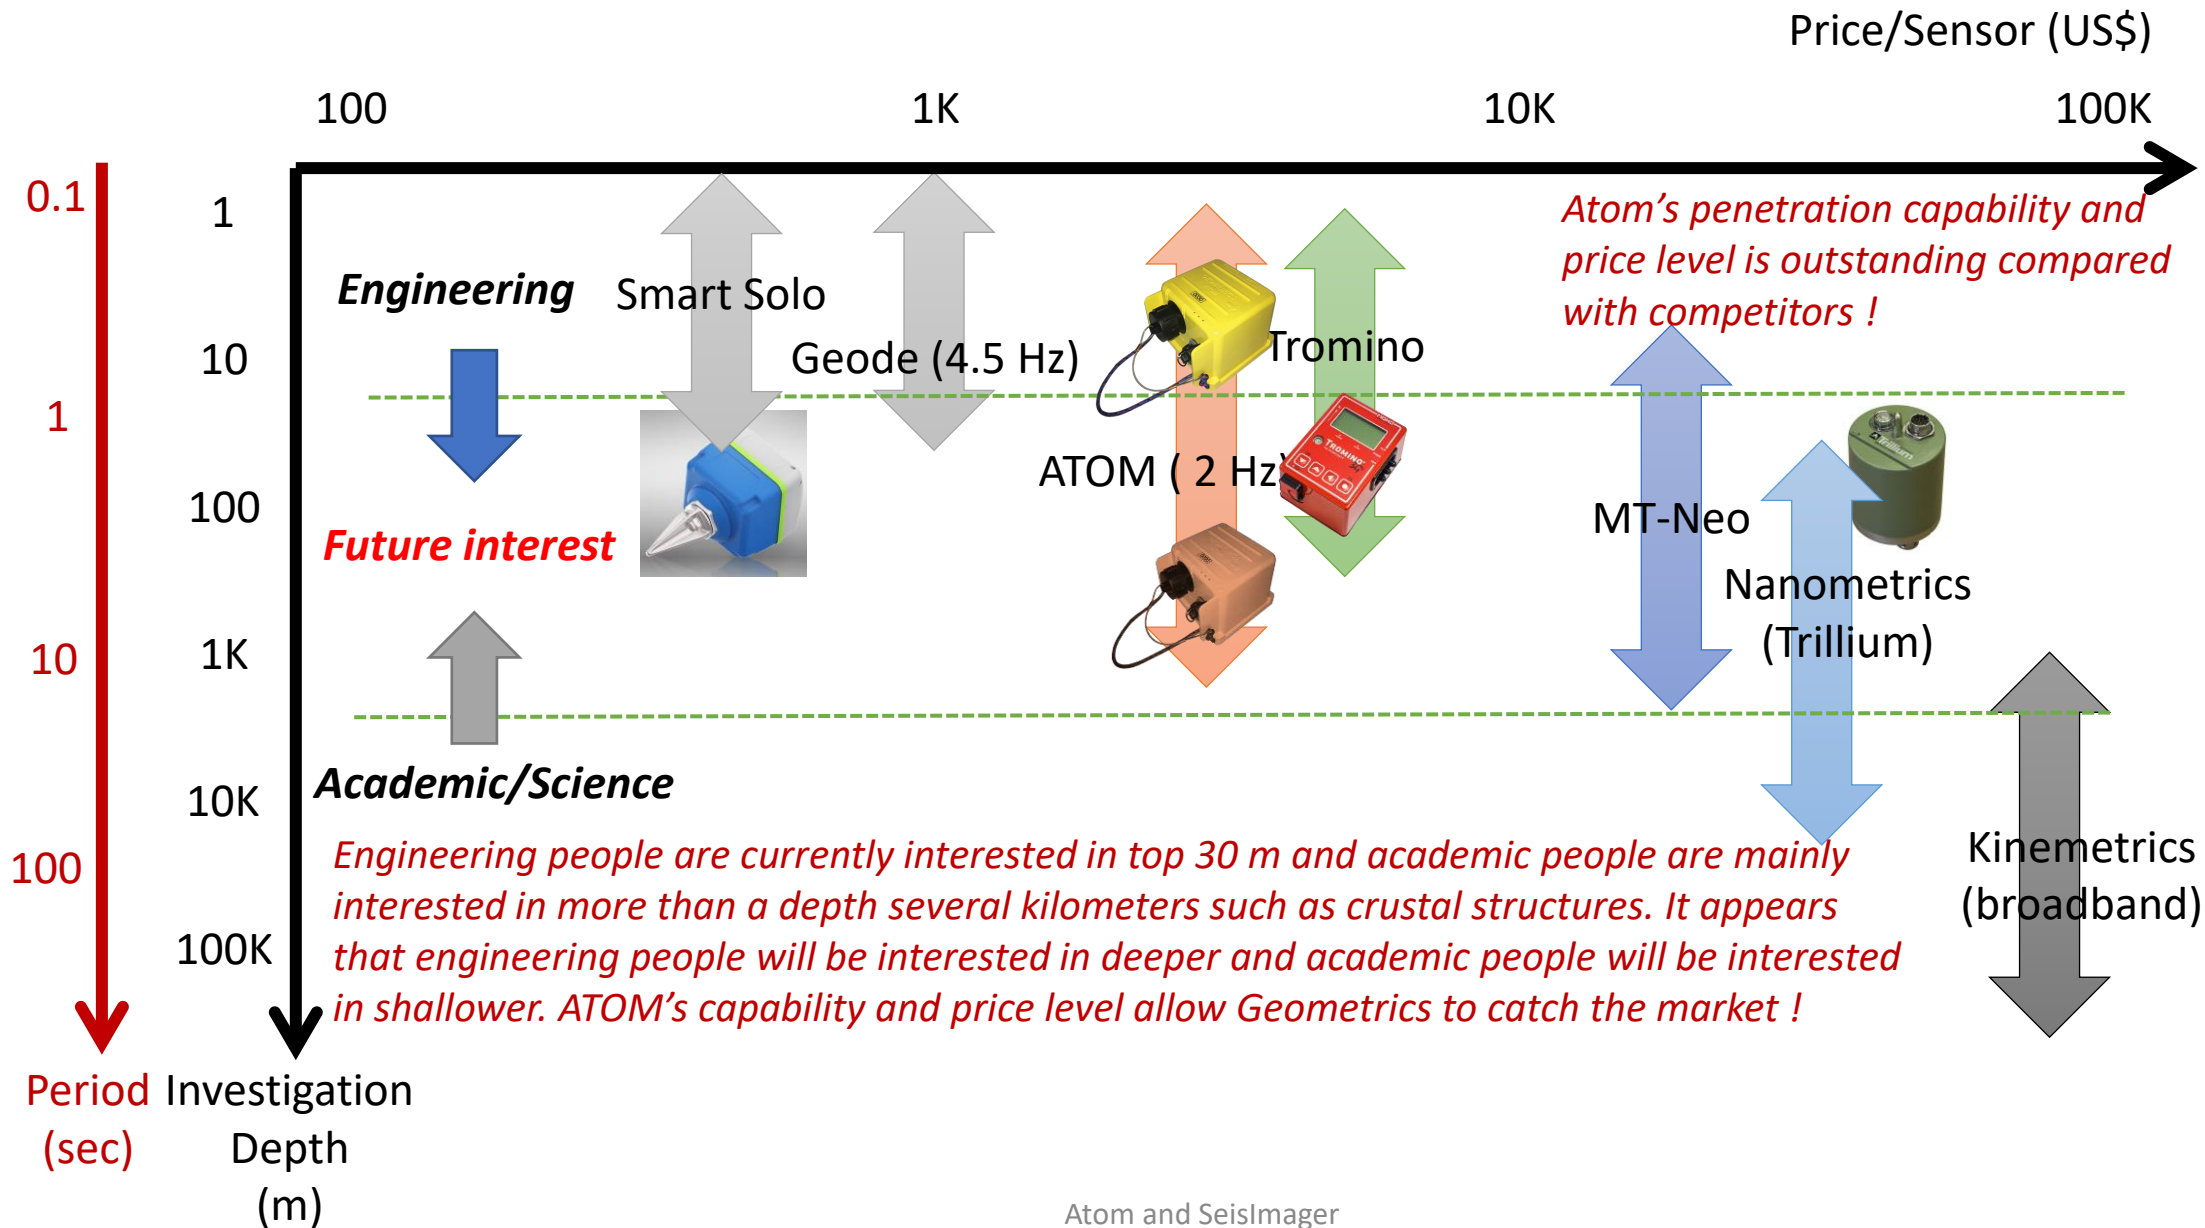 Price/Sensor (US$)
100
1K
10K
100K
0.1
1
10
100
1
10
100
1K
10K
100K
Engineering
Smart Solo
Geode (4.5 Hz)
Tromino
Atom’s penetration capability and
price level is outstanding compared
with competitors !
ATOM ( 2 Hz)
TROMINO
Trillium
Future interest
MT-Neo
Nanometrics
(Trillium)
Academic/Science
Kinemetrics
(broadband)
Engineering people are currently interested in top 30 m and academic people are mainly
interested in more than a depth several kilometers such as crustal structures. It appears
that engineering people will be interested in deeper and academic people will be interested
in shallower. ATOM’s capability and price level allow Geometrics to catch the market !
Period
(sec)
Investigation
Depth
(m)
Atom and SeisImager